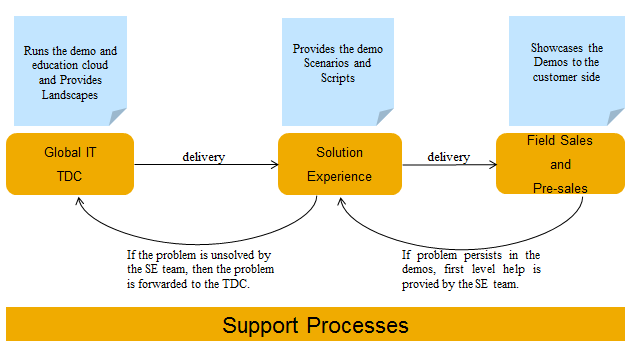 Runs the demo and
education cloud
and Provides
Landscapes
Provides the demo
Scenarios and
Scripts
Showcases the
Demos to the
customer side
Global IT
TDC
delivery
Solution
Experience
delivery
Field Sales
and
Pre-sales
If the problem is unsolved by
the SE team, then the problem
is forwarded to the TDC.
If problem persists in the
demos, first level help is
provied by the SE team.
Support Processes